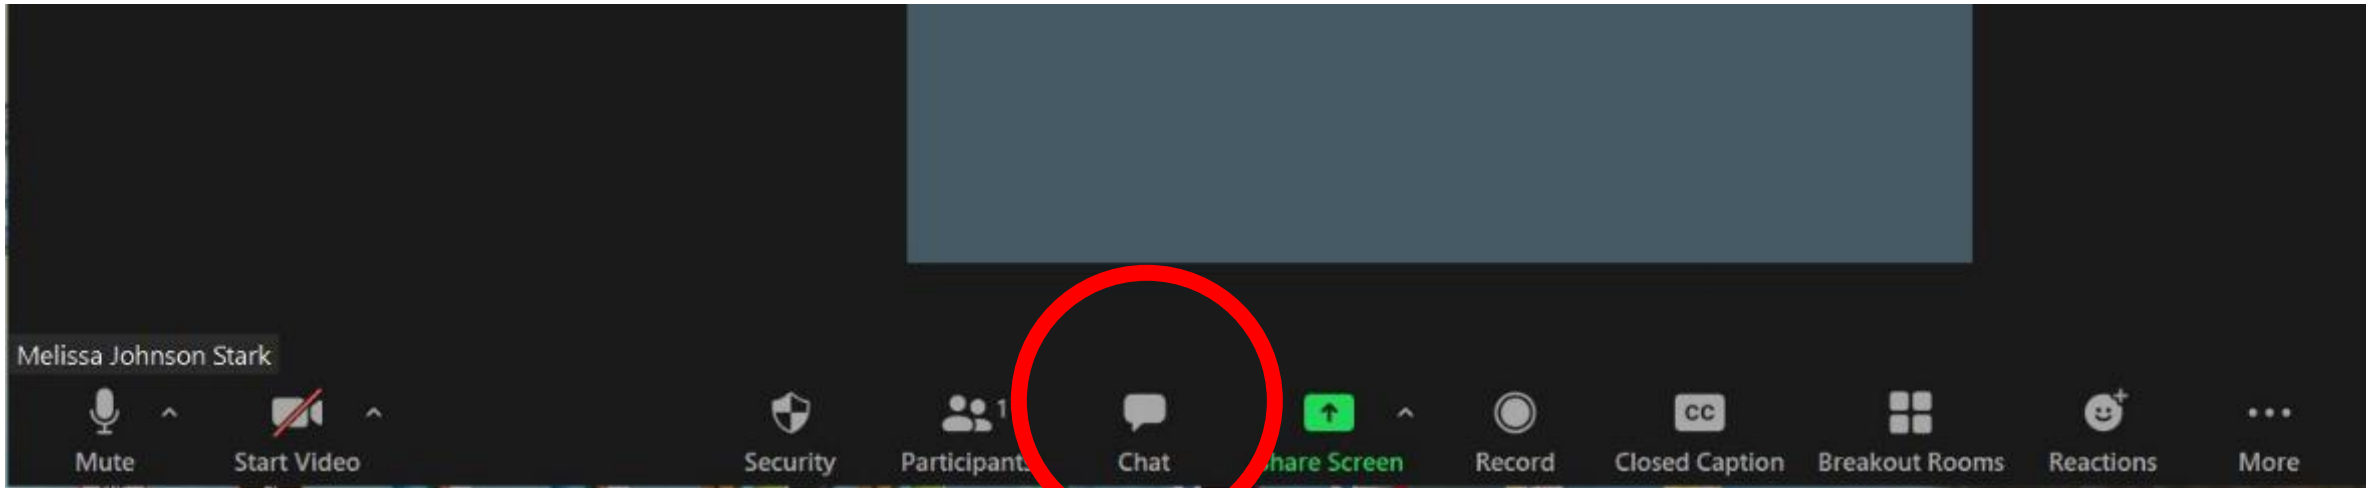 Melissa Johnson Stark
1
CC
Mute Start Video Security Participants Chat Share Screen Record Closed Caption Breakout Rooms Reactions More